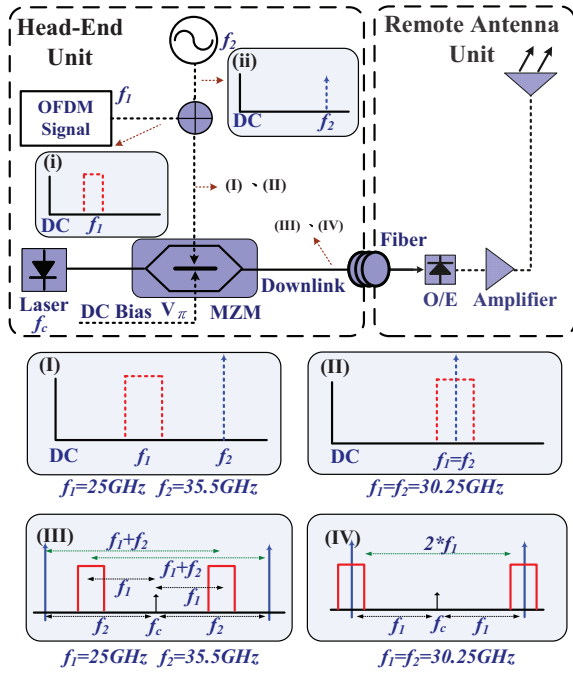 Head-End Unit
Remote Antenna Unit
f2
(ii)
DC f2
OFDM Signal
f1
(i)
DC f1
(I) 、(II)
(III) 、(IV)
Fiber
Laser fc
DC Bias Vπ MZM
Downlink
O/E
Amplifier
(I)
DC f1 f2
f1=25GHz f2=35.5GHz
(II)
DC f1=f2
f1=f2=30.25GHz
(III)
f1+f2
f1+f2
f1 f1
f2 fc f2
f1=25GHz f2=35.5GHz
(IV)
2*f1
f1 fc f1
f1=f2=30.25GHz